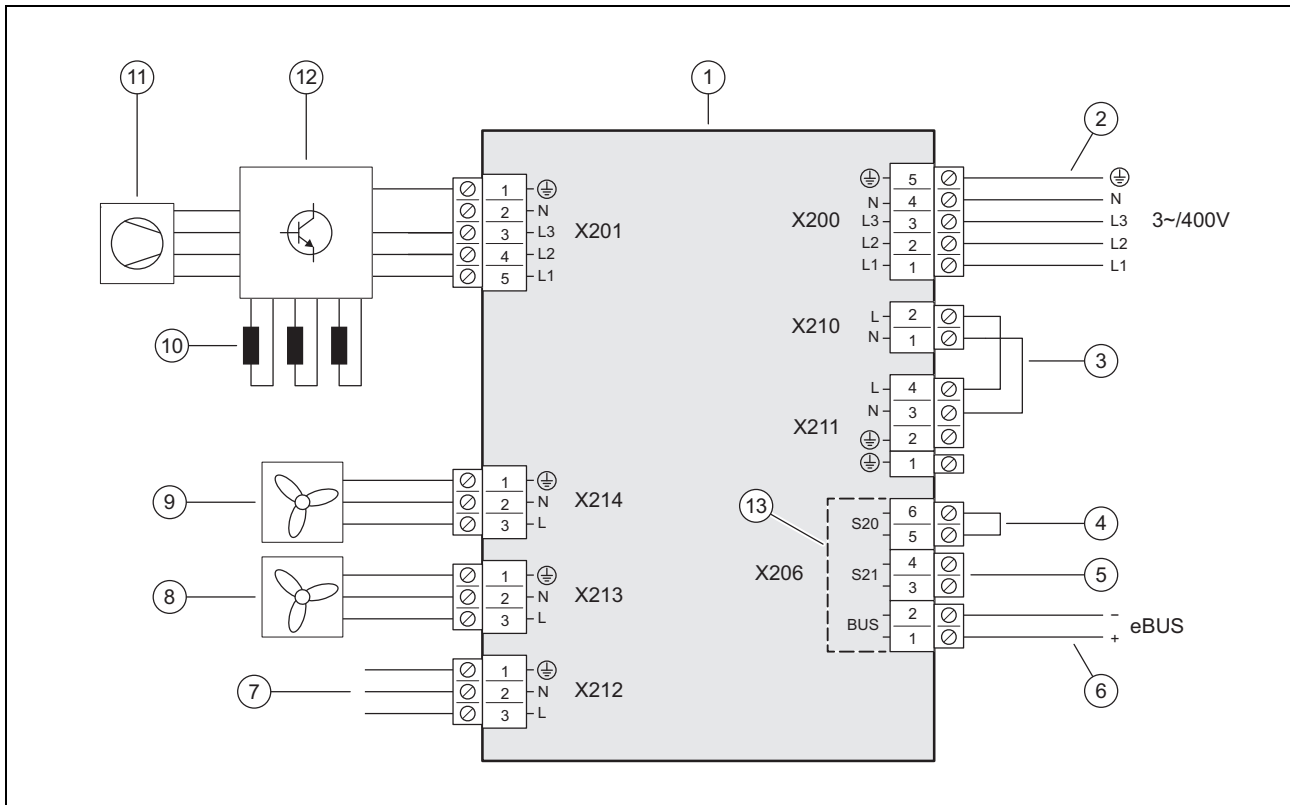 11
12
1
2
1
2 N
3 L3
4 L2
5 L1
X201
X200
5
N 4
L3 3
L2 2
L1 1
N
L3
L2
L1
3~/400V
10
X210
L 2
N 1
3
X211
L 4
N 3
2
1
9
1
2 N
3 L
X214
8
1
2 N
3 L
X213
7
1
2 N
3 L
X212
13
X206
S20
6
5
4
S21
4
3
5
BUS
2
1
−
+
eBUS
6